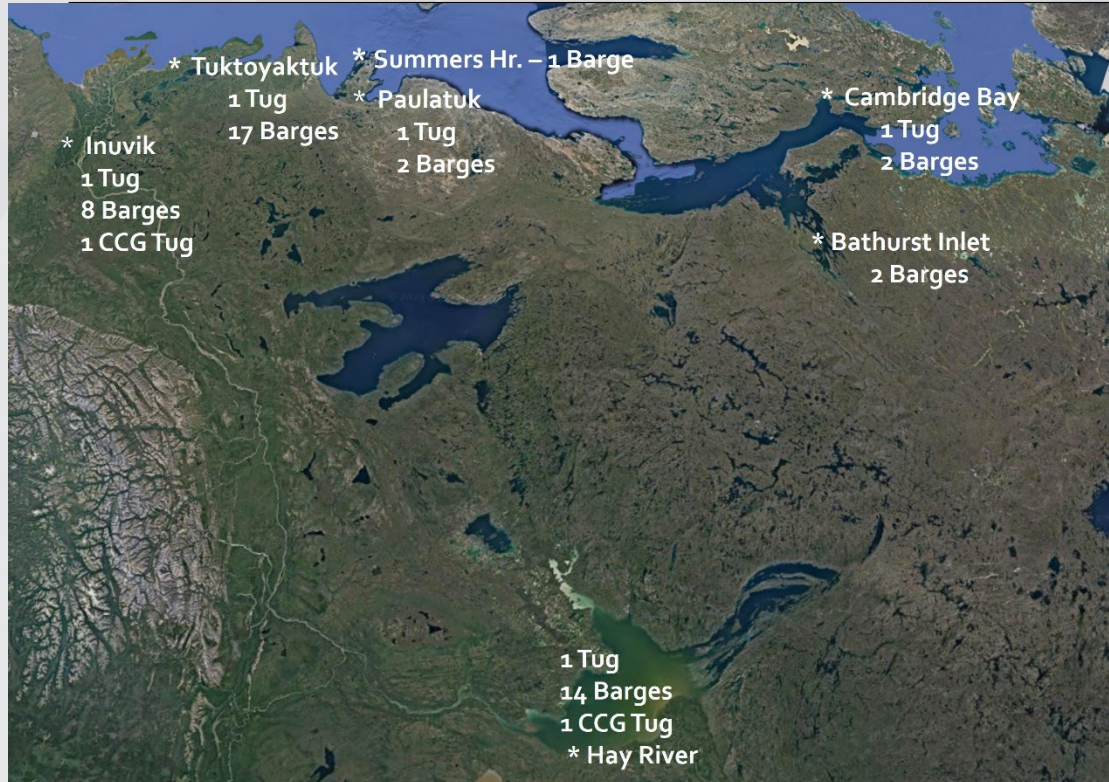 * Tuktoyaktuk
1 Tug
17 Barges
* Summers Hr. – 1 Barge
* Paulatuk
1 Tug
2 Barges
* Cambridge Bay
1 Tug
2 Barges
* Inuvik
1 Tug
8 Barges
1 CCG Tug
* Bathurst Inlet
2 Barges
1 Tug
14 Barges
1 CCG Tug
* Hay River